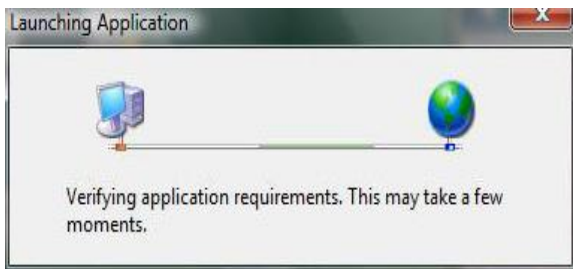 Launching Application
Verifying application requirements. This may take a few
moments.